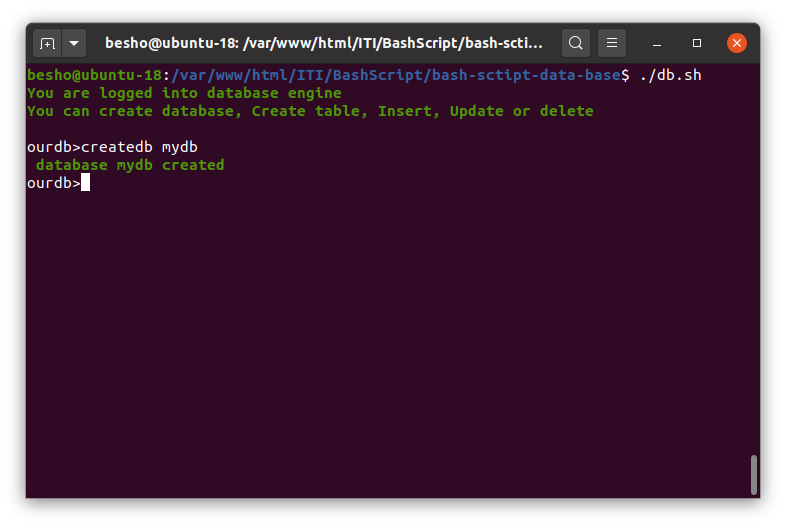 besho@ubuntu-18: /var/www/html/ITI/BashScript/bash-scti...
besho@ubuntu-18:/var/www/html/ITI/BashScript/bash-sctipt-data-base$ ./db.sh
You are logged into database engine
You can create database, Create table, Insert, Update or delete
ourdb>createdb mydb
database mydb created
ourdb>